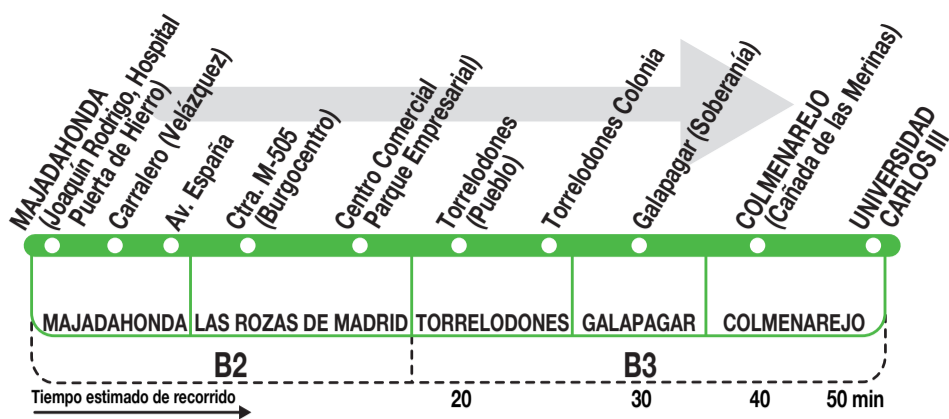 MAJADAHONDA
(Joaquín Rodrigo, Hospital
Puerta de Hierro)
Carralero (Velázquez)
Av. España
Ctra. M-505
(Burgocentro)
Centro Comercial
Parque Empresarial)
Torrelodones
(Pueblo)
Torrelodones Colonia
Galapagar (Soberanía)
COLMENAREJO
(Cañada de las Merinas)
UNIVERSIDAD
CARLOS III
MAJADAHONDA LAS ROZAS DE MADRID TORRELODONES GALAPAGAR COLMENAREJO
B2 B3
Tiempo estimado de recorrido 20 30 40 50 min